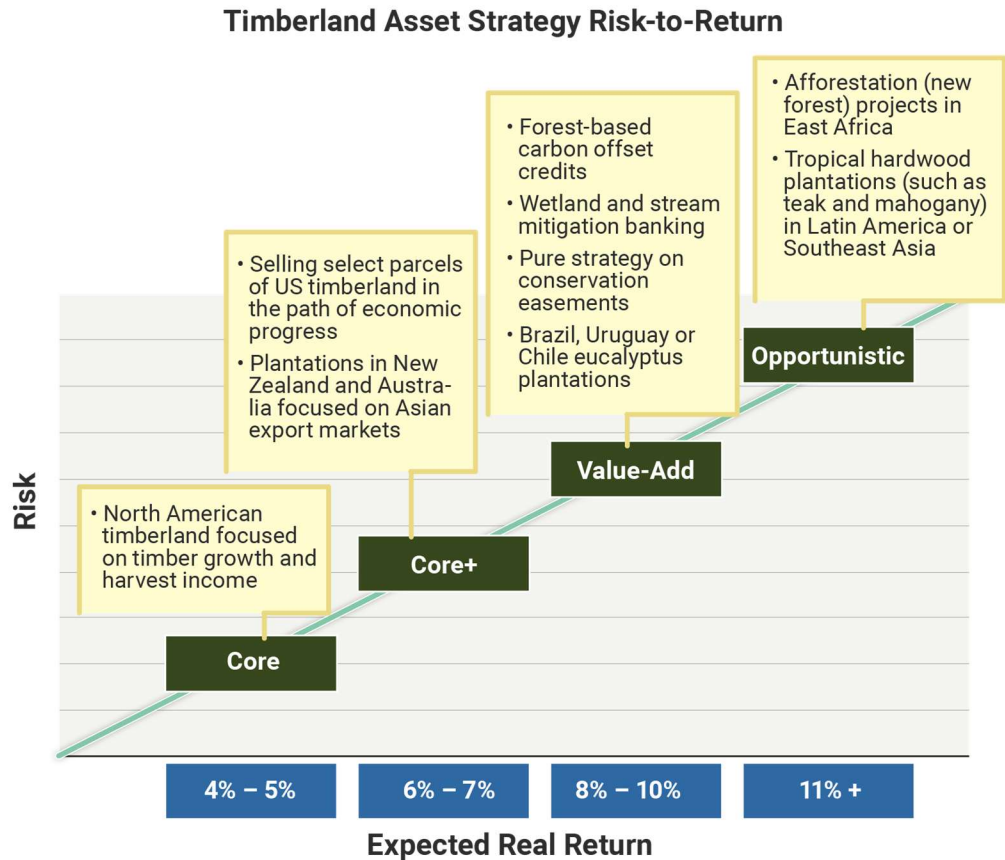 Timberland Asset Strategy Risk-to-Return
• Afforestation (new
forest) projects in
East Africa
• Tropical hardwood
plantations (such as
teak and mahogany)
in Latin America or
Southeast Asia
• Forest-based
carbon offset
credits
• Wetland and stream
mitigation banking
• Pure strategy on
conservation
easements
• Brazil, Uruguay or
Chile eucalyptus
plantations
• Selling select parcels
of US timberland in
the path of economic
progress
• Plantations in New
Zealand and Austra-
lia focused on Asian
export markets
• North American
timberland focused
on timber growth and
harvest income
Opportunistic
Value-Add
Core+
Core
Risk
4% – 5%
6% – 7%
8% – 10%
11% +
Expected Real Return